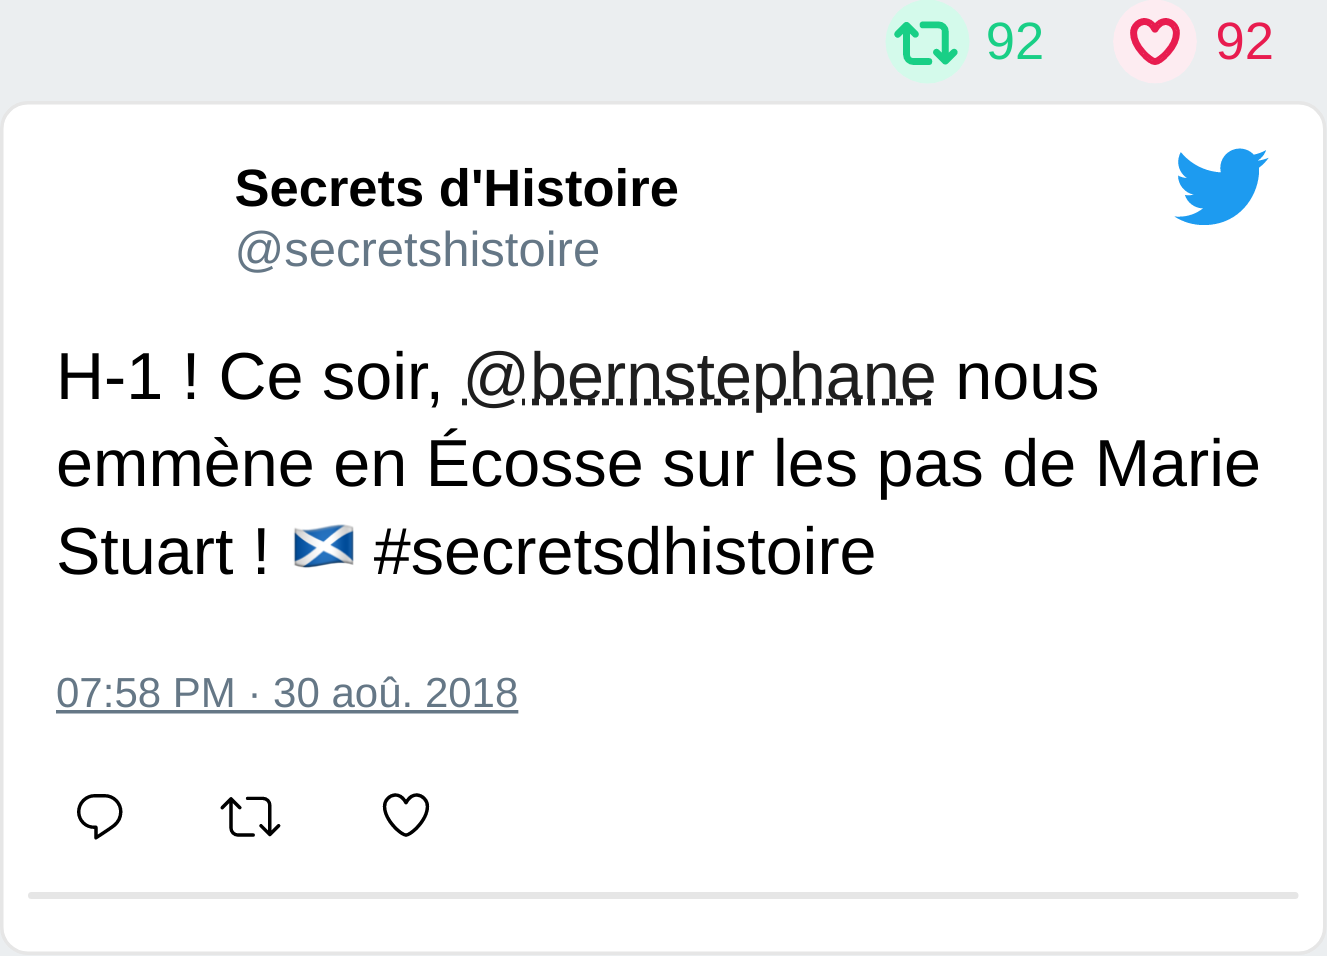 92 92
Secrets d'Histoire
@secretshistoire
H-1 ! Ce soir, @bernstephane nous
emmène en Écosse sur les pas de Marie
Stuart ! 🏴󠁧󠁢󠁳󠁣󠁴󠁿 #secretsdhistoire
07:58 PM · 30 aoû. 2018